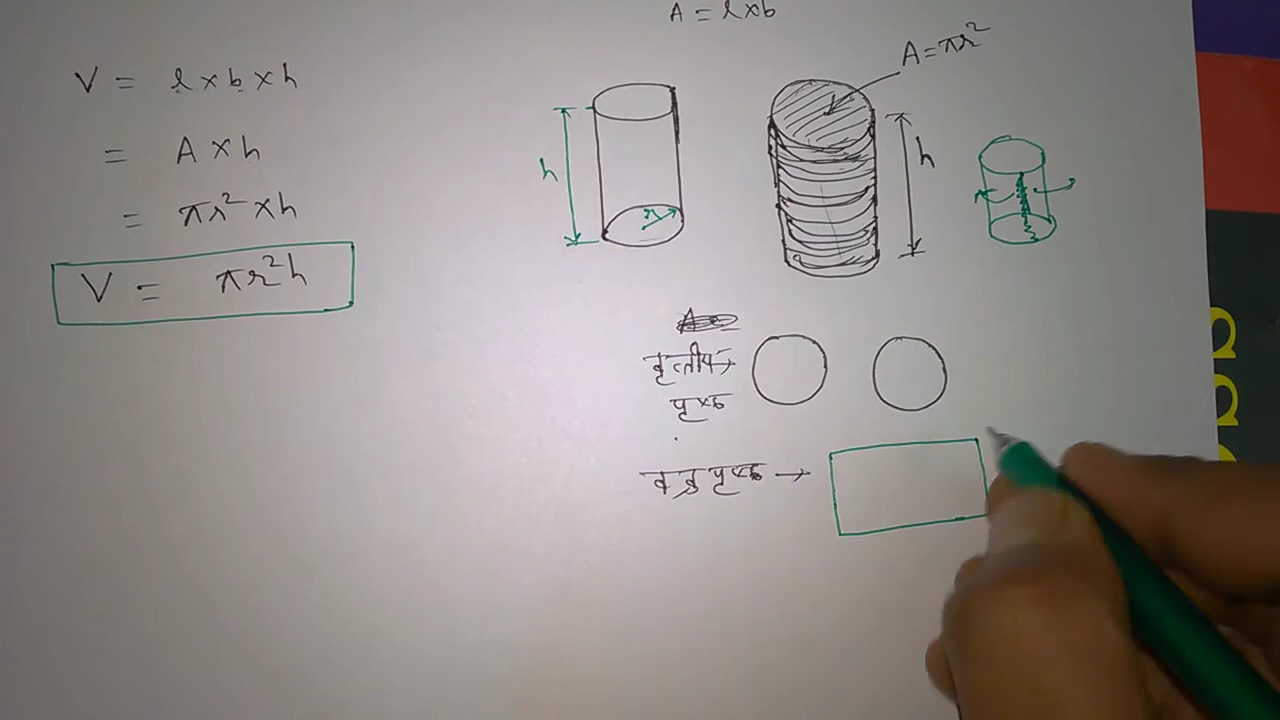 A = l x b
V = l x b x h
= A x h
= πr² x h
V = πr²h
A = πr²
h
r
h
वृत्तीय →
पृष्ठ
वक्र पृष्ठ →